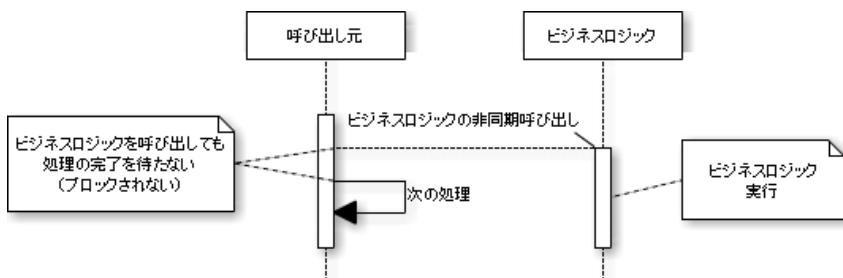 呼び出し元
ビジネスロジック
ビジネスロジックの非同期呼び出し
ビジネスロジックを呼び出しても
処理の完了を待たない
（ブロックされない）
次の処理
ビジネスロジック
実行